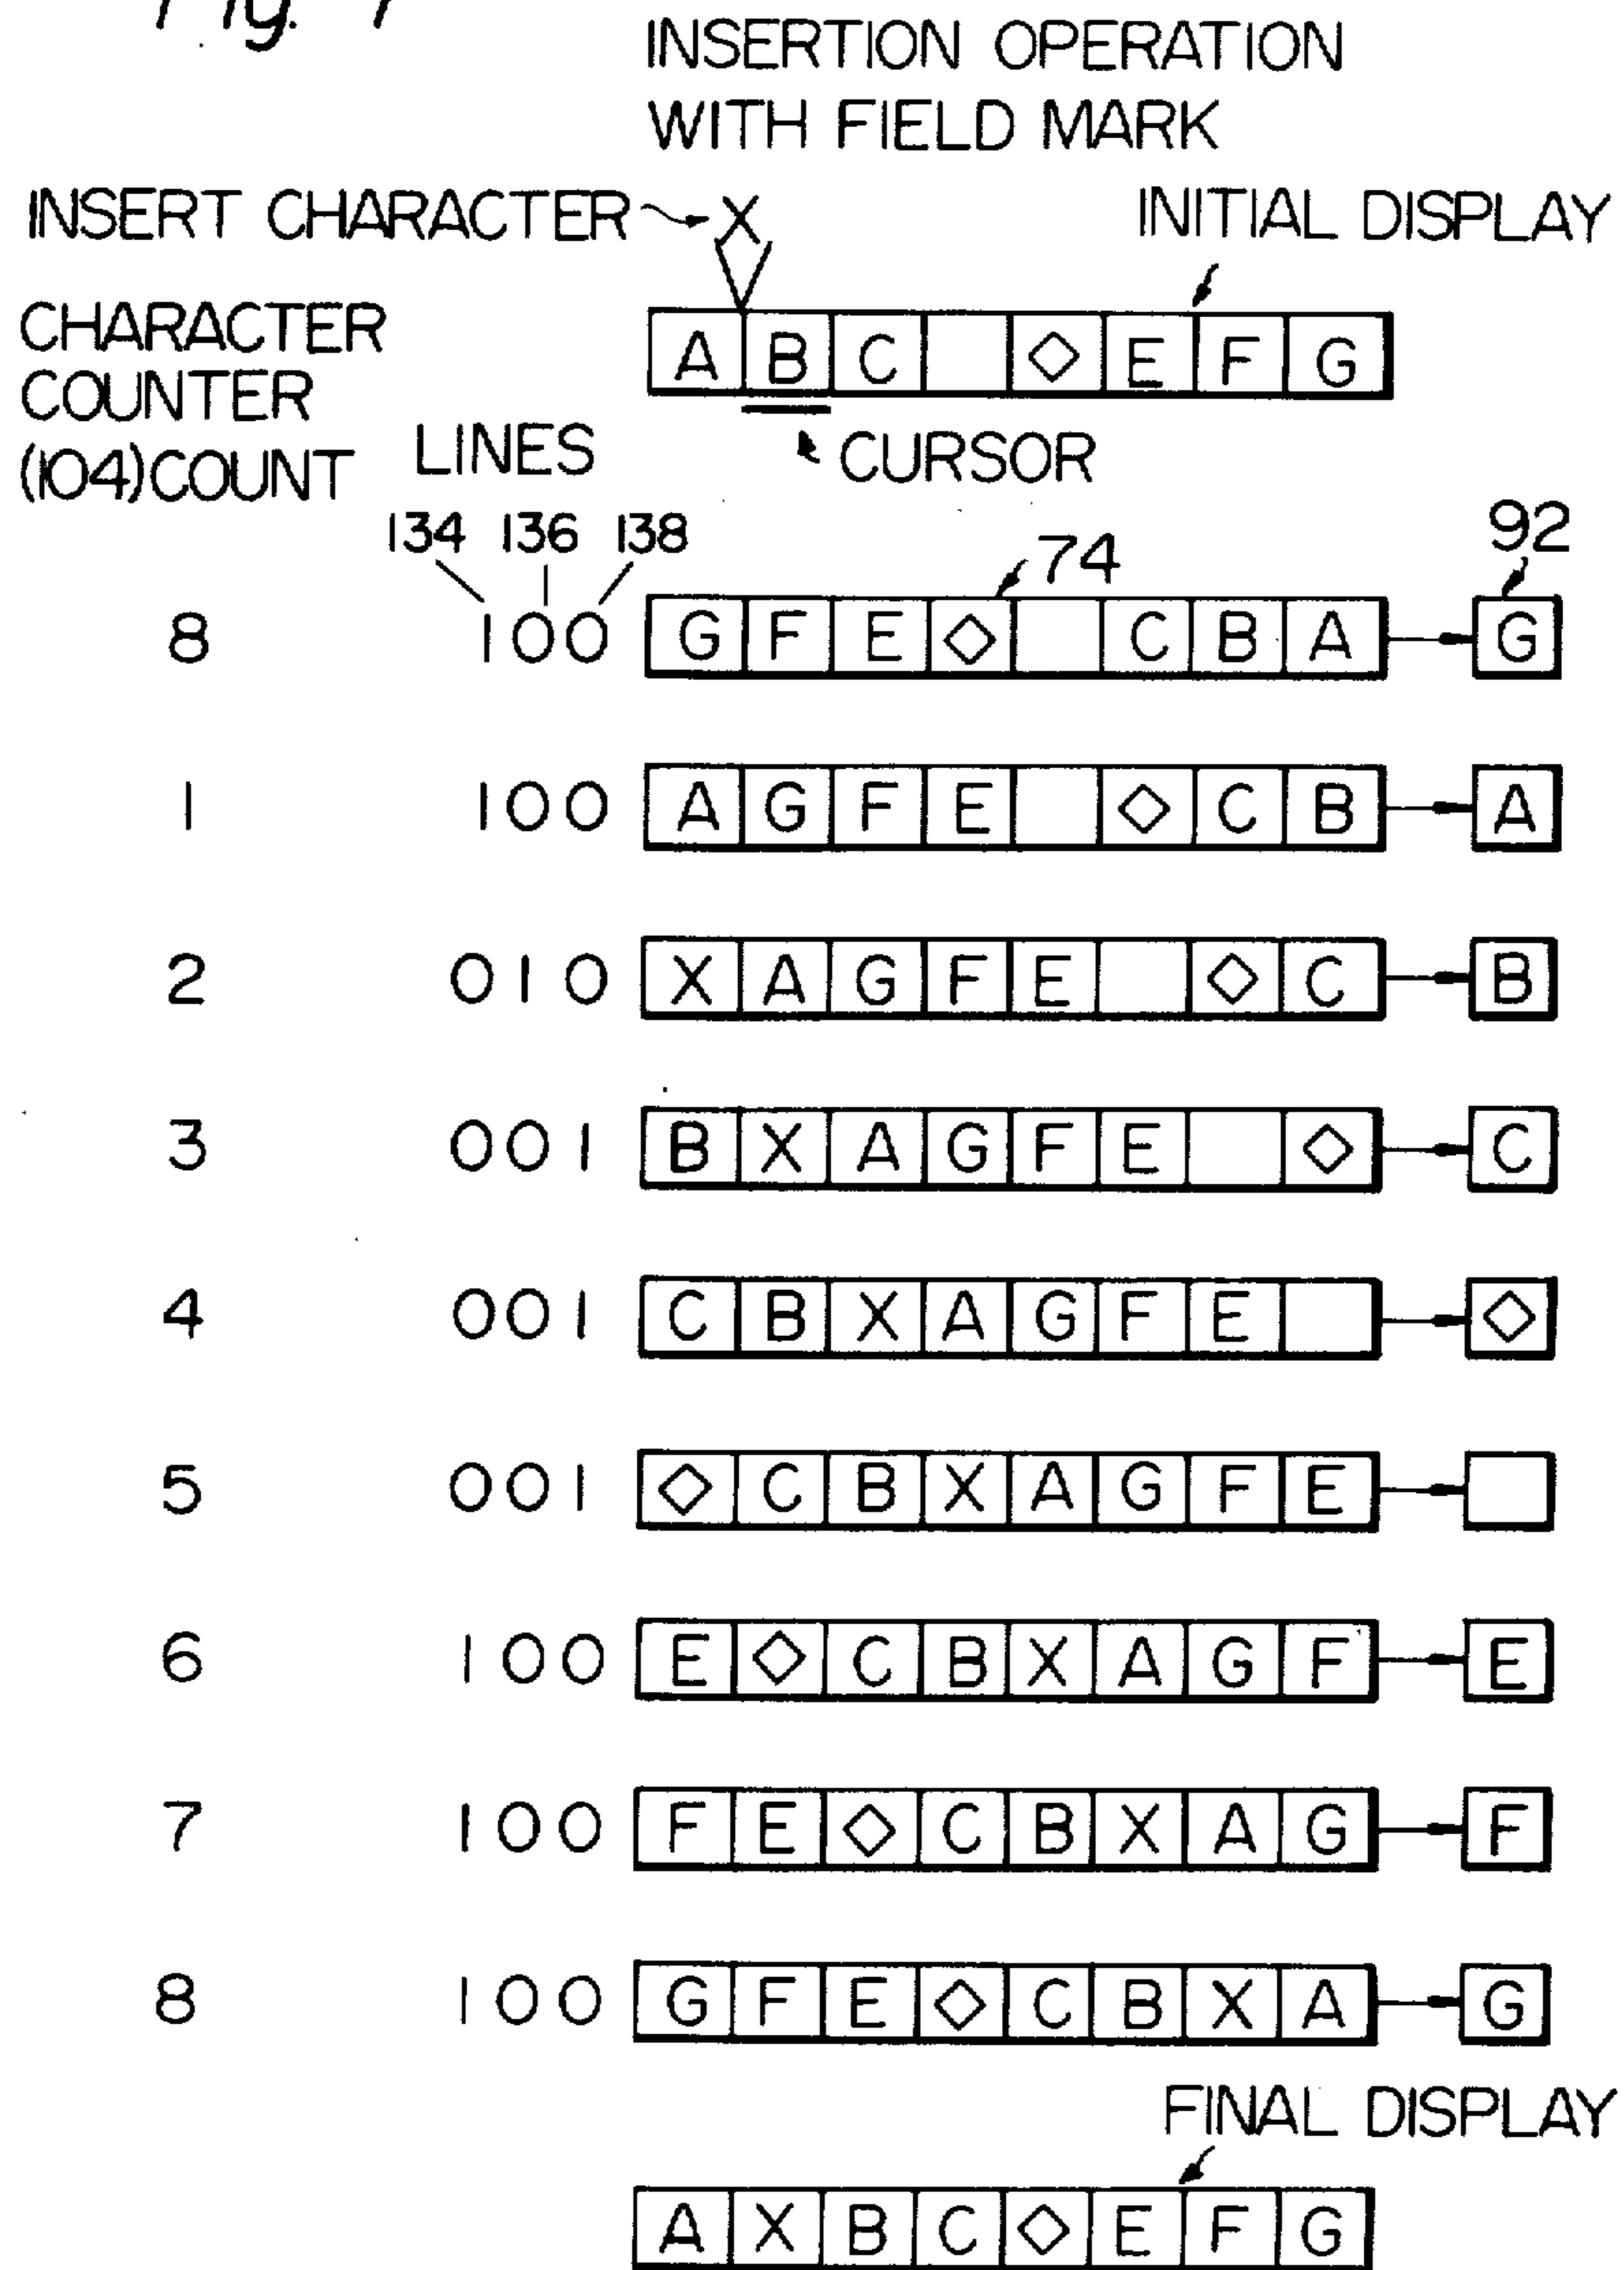 Fig. 7
INSERTION OPERATION
WITH FIELD MARK
INSERT CHARACTER X INITIAL DISPLAY
CHARACTER
COUNTER
(104) COUNT
A B C ◇ E F G
LINES CURSOR
134 136 138 74 92
8 100 G F E ◇ C B A G
1 100 A G F E ◇ C B A
2 010 X A G F E ◇ C B
3 001 B X A G F E ◇ C
4 001 C B X A G F E ◇
5 001 ◇ C B X A G F E
6 100 E ◇ C B X A G F E
7 100 F E ◇ C B X A G F
8 100 G F E ◇ C B X A G
FINAL DISPLAY
A X B C ◇ E F G